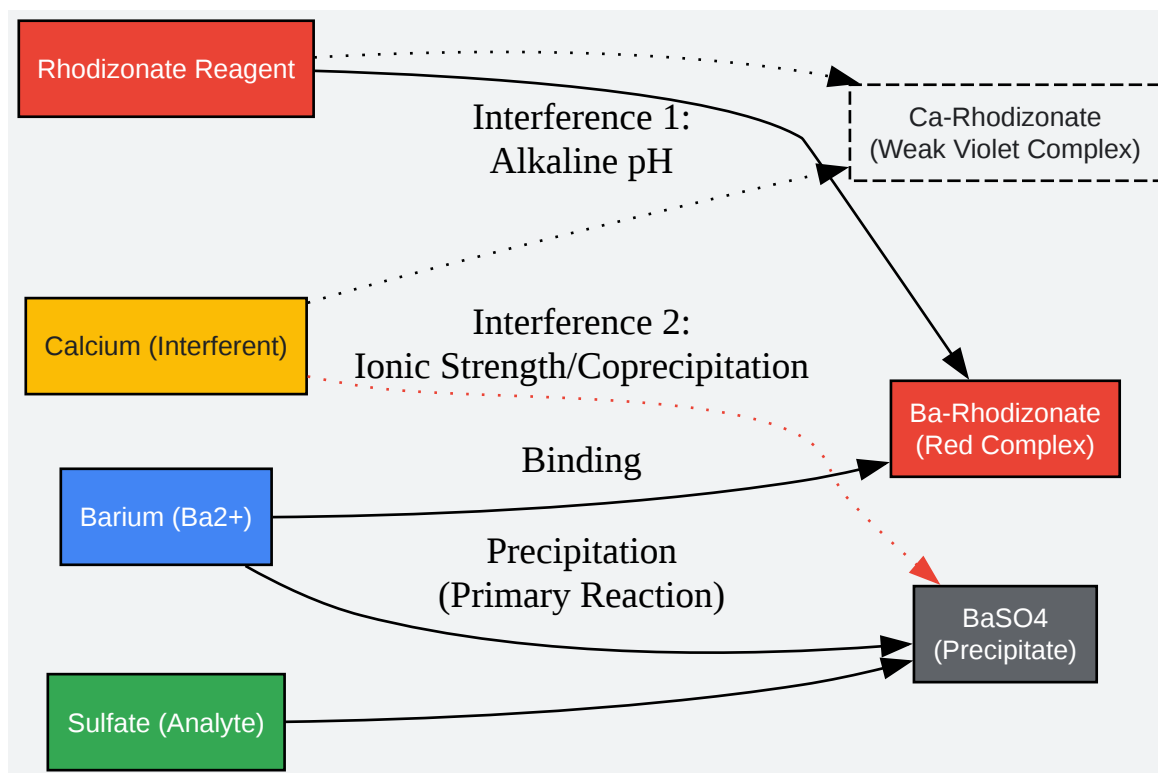 Rhodizonate Reagent
Interference 1:
Alkaline pH
Ca-Rhodizonate
(Weak Violet Complex)
Calcium (Interferent)
Interference 2:
Ionic Strength/Coprecipitation
Ba-Rhodizonate
(Red Complex)
Binding
Barium (Ba2+)
Precipitation
(Primary Reaction)
BaSO4
(Precipitate)
Sulfate (Analyte)